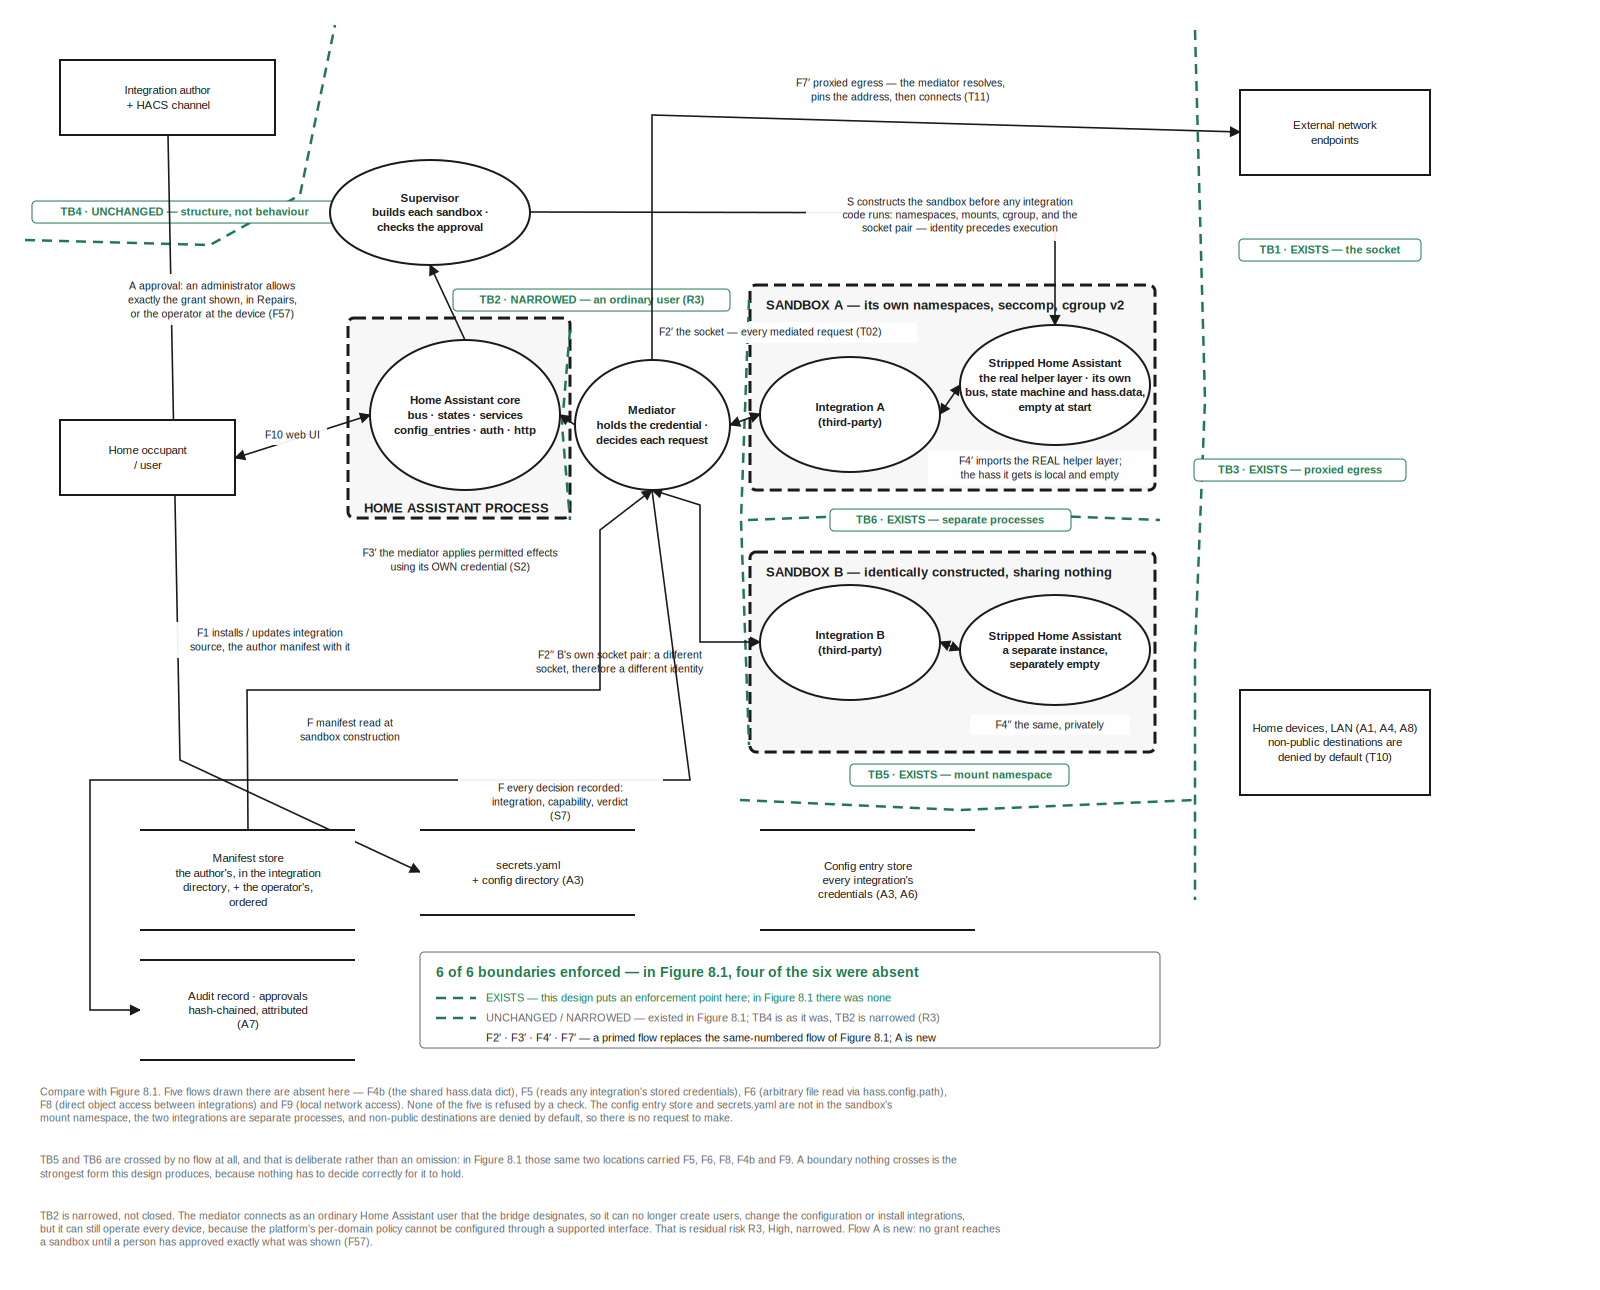 Integration author
+ HACS channel
F7′ proxied egress — the mediator resolves,
pins the address, then connects (T11)
External network
endpoints
TB4 · UNCHANGED — structure, not behaviour
Supervisor
builds each sandbox ·
checks the approval
S constructs the sandbox before any integration
code runs: namespaces, mounts, cgroup, and the
socket pair — identity precedes execution
TB1 · EXISTS — the socket
A approval: an administrator allows
exactly the grant shown, in Repairs,
or the operator at the device (F57)
TB2 · NARROWED — an ordinary user (R3)
SANDBOX A — its own namespaces, seccomp, cgroup v2
F2′ the socket — every mediated request (T02)
Home Assistant core
bus · states · services
config_entries · auth · http
HOME ASSISTANT PROCESS
Mediator
holds the credential ·
decides each request
Integration A
(third-party)
Stripped Home Assistant
the real helper layer · its own
bus, state machine and hass.data,
empty at start
F10 web UI
Home occupant
/ user
F4′ imports the REAL helper layer;
the hass it gets is local and empty
TB3 · EXISTS — proxied egress
TB6 · EXISTS — separate processes
F3′ the mediator applies permitted effects
using its OWN credential (S2)
SANDBOX B — identically constructed, sharing nothing
F1 installs / updates integration
source, the author manifest with it
F2″ B's own socket pair: a different
socket, therefore a different identity
Integration B
(third-party)
Stripped Home Assistant
a separate instance,
separately empty
F manifest read at
sandbox construction
F4″ the same, privately
Home devices, LAN (A1, A4, A8)
non-public destinations are
denied by default (T10)
TB5 · EXISTS — mount namespace
F every decision recorded:
integration, capability, verdict
(S7)
Manifest store
the author's, in the integration
directory, + the operator's,
ordered
secrets.yaml
+ config directory (A3)
Config entry store
every integration's
credentials (A3, A6)
Audit record · approvals
hash-chained, attributed
(A7)
6 of 6 boundaries enforced — in Figure 8.1, four of the six were absent
EXISTS — this design puts an enforcement point here; in Figure 8.1 there was none
UNCHANGED / NARROWED — existed in Figure 8.1; TB4 is as it was, TB2 is narrowed (R3)
F2′ · F3′ · F4′ · F7′ — a primed flow replaces the same-numbered flow of Figure 8.1; A is new
Compare with Figure 8.1. Five flows drawn there are absent here — F4b (the shared hass.data dict), F5 (reads any integration's stored credentials), F6 (arbitrary file read via hass.config.path),
F8 (direct object access between integrations) and F9 (local network access). None of the five is refused by a check. The config entry store and secrets.yaml are not in the sandbox's
mount namespace, the two integrations are separate processes, and non-public destinations are denied by default, so there is no request to make.
TB5 and TB6 are crossed by no flow at all, and that is deliberate rather than an omission: in Figure 8.1 those same two locations carried F5, F6, F8, F4b and F9. A boundary nothing crosses is the
strongest form this design produces, because nothing has to decide correctly for it to hold.
TB2 is narrowed, not closed. The mediator connects as an ordinary Home Assistant user that the bridge designates, so it can no longer create users, change the configuration or install integrations,
but it can still operate every device, because the platform's per-domain policy cannot be configured through a supported interface. That is residual risk R3, High, narrowed. Flow A is new: no grant reaches
a sandbox until a person has approved exactly what was shown (F57).